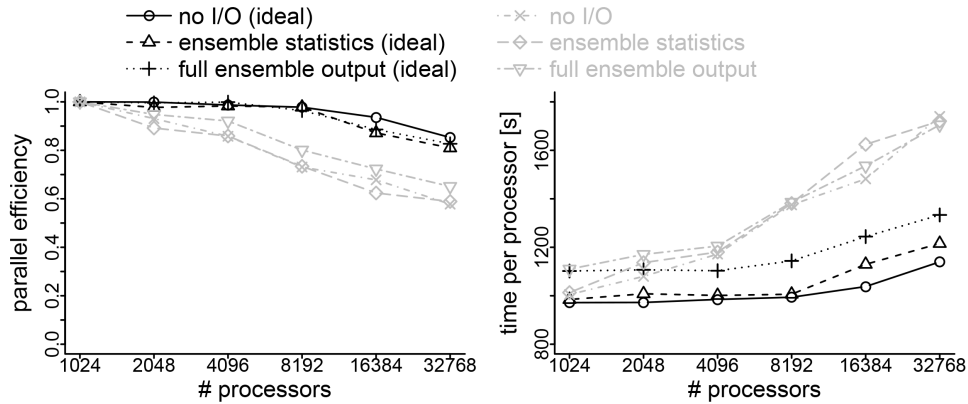 no I/O (ideal)
ensemble statistics (ideal)
full ensemble output (ideal)
no I/O
ensemble statistics
full ensemble output
parallel efficiency
1.0
0.8
0.6
0.4
0.2
0.0
1024 2048 4096 8192 16384 32768
# processors
time per processor [s]
1600
1200
800
1024 2048 4096 8192 16384 32768
# processors